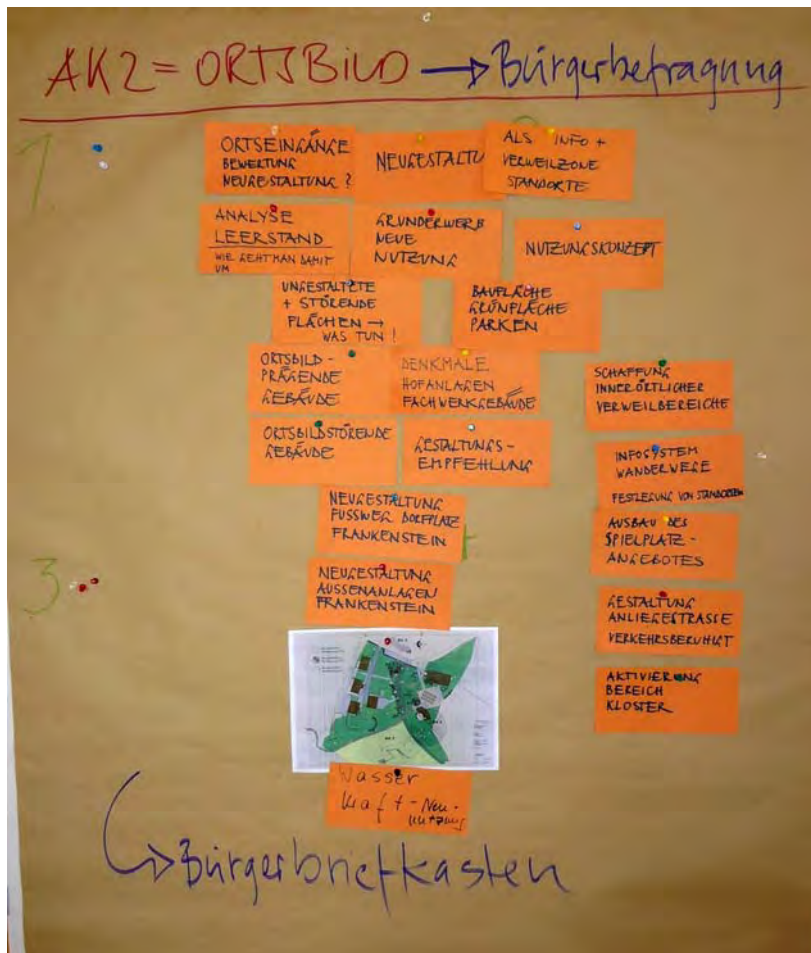 AK2 = ORTSBILD → Bürgerbefragung
1.
ORTSEINGÄNGE
BEWERTUNG
NEUGESTALTUNG ?
NEUGESTALTU
ALS INFO +
VERWEILZONE
STANDORTE
ANALYSE
LEERSTAND
WIE GEHT MAN DAMIT
UM
GRUNDERWERB
NEUE
NUTZUNG
NUTZUNGSKONZEPT
UNGESTALTETE
+ STÖRENDE
FLÄCHEN →
WAS TUN !
BAUFLÄCHE
GRÜNFLÄCHE
PARKEN
ORTSBILD-
PRÄGENDE
GEBÄUDE
DENKMALE
HOFANLAGEN
FACHWERKGEBÄUDE
ORTSBILDSTÖRENDE
GEBÄUDE
GESTALTUNGS-
EMPFEHLUNG
NEUGESTALTUNG
FUSSWEG DORFPLATZ
FRANKENSTEIN
3.
NEUGESTALTUNG
AUSSENANLAGEN
FRANKENSTEIN
Wasser
Kraft - Neu-
nutzung
SCHAFFUNG
INNERÖRTLICHER
VERWEILBEREICHE
INFOSYSTEM
WANDERWEGE
FESTLEGUNG VON STANDORTEN
AUSBAU DES
SPIELPLATZ-
ANGEBOTES
GESTALTUNG
ANLIEGESTRASSE
VERKEHRSBERUHIGT
AKTIVIERUNG
BEREICH
KLOSTER
→ Bürgerbriefkasten